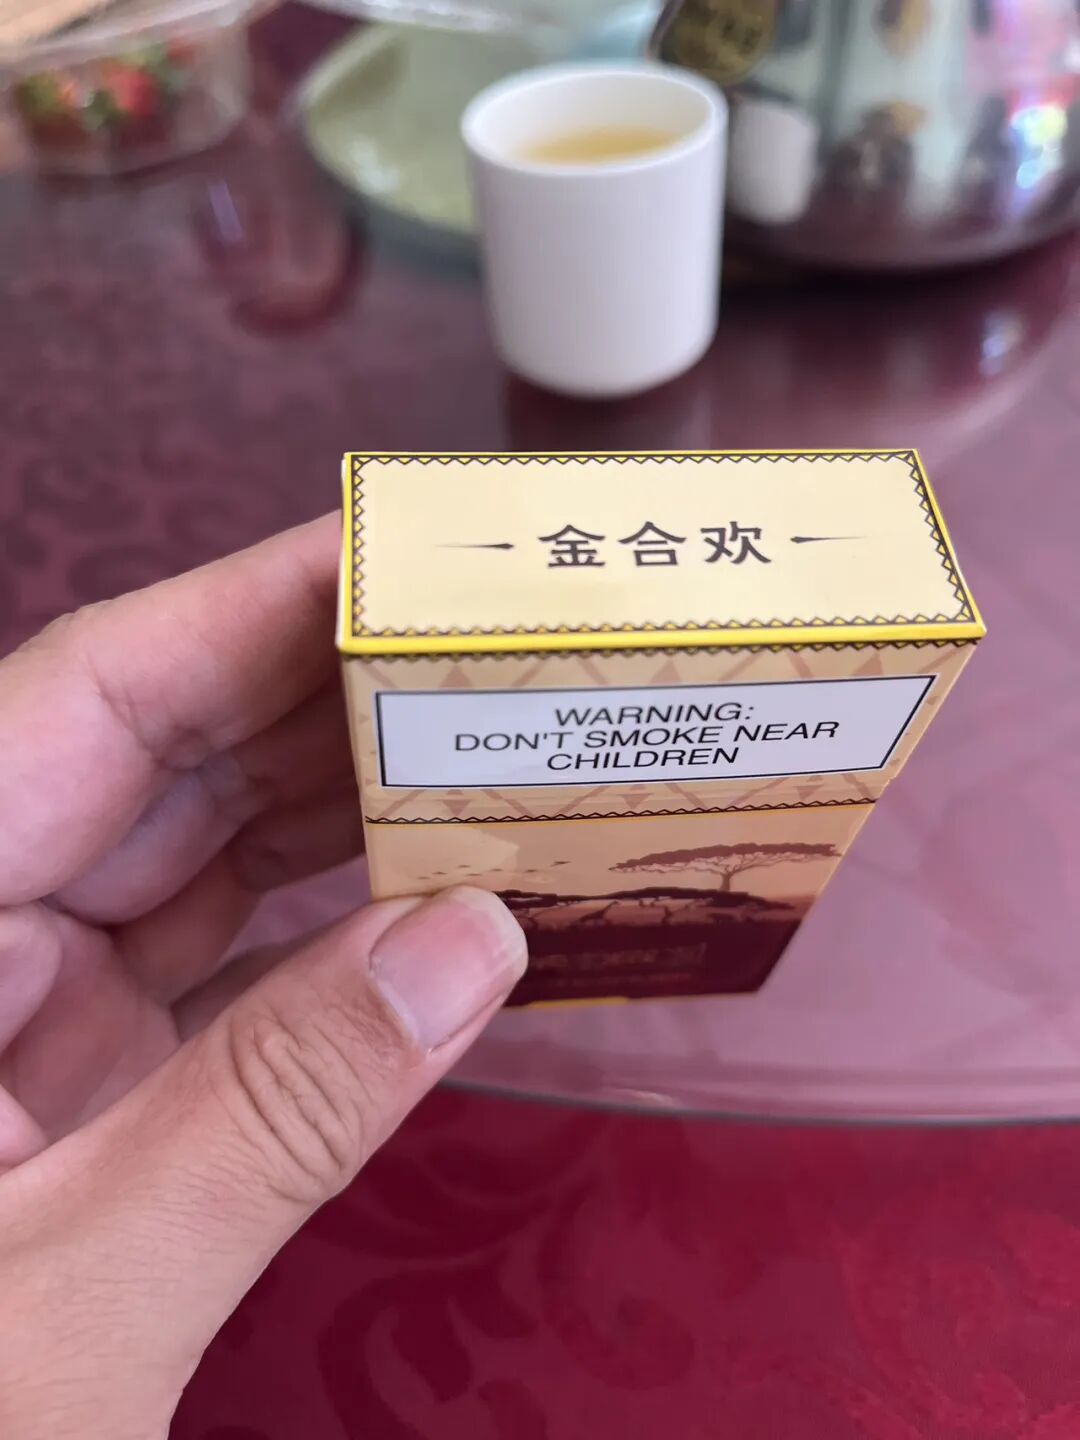 金合欢
WARNING:
DON'T SMOKE NEAR
CHILDREN